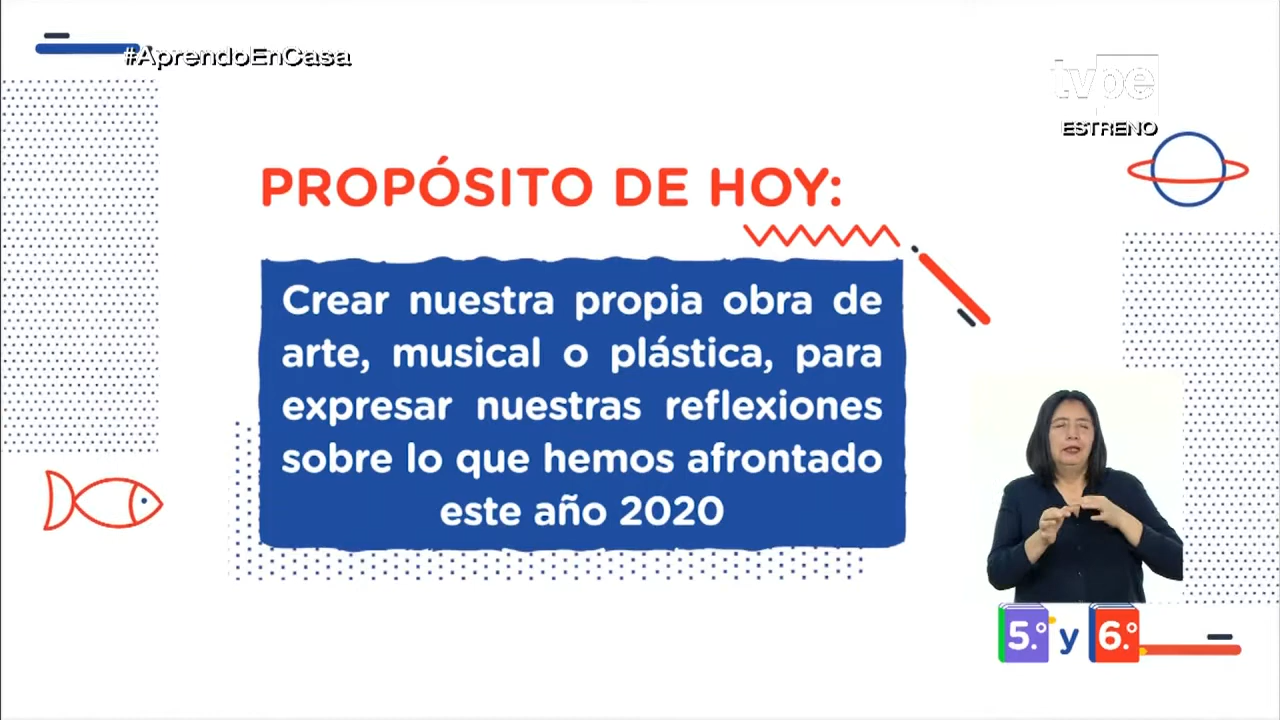 #AprendoEnCasa
tvpe
ESTRENO
PROPÓSITO DE HOY:
Crear nuestra propia obra de
arte, musical o plástica, para
expresar nuestras reflexiones
sobre lo que hemos afrontado
este año 2020
5.º y 6.º